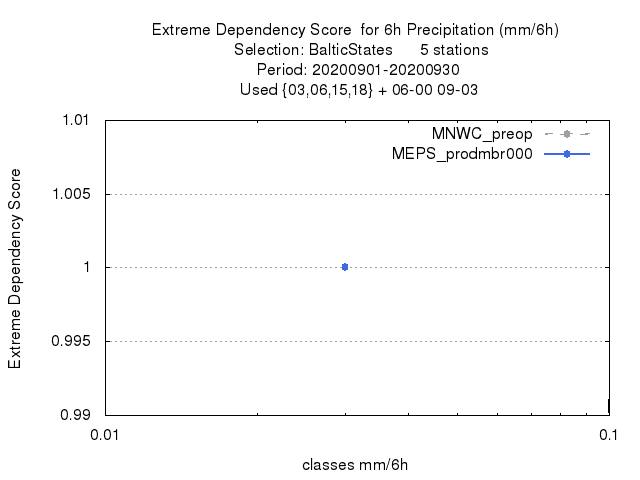 Extreme Dependency Score  for 6h Precipitation (mm/6h)
Selection: BalticStates      5 stations
Period: 20200901-20200930
Used {03,06,15,18} + 06-00 09-03
MNWC_preop
MEPS_prodmbr000
Extreme Dependency Score
1.01
1.005
1
0.995
0.99
0.01
0.1
classes mm/6h